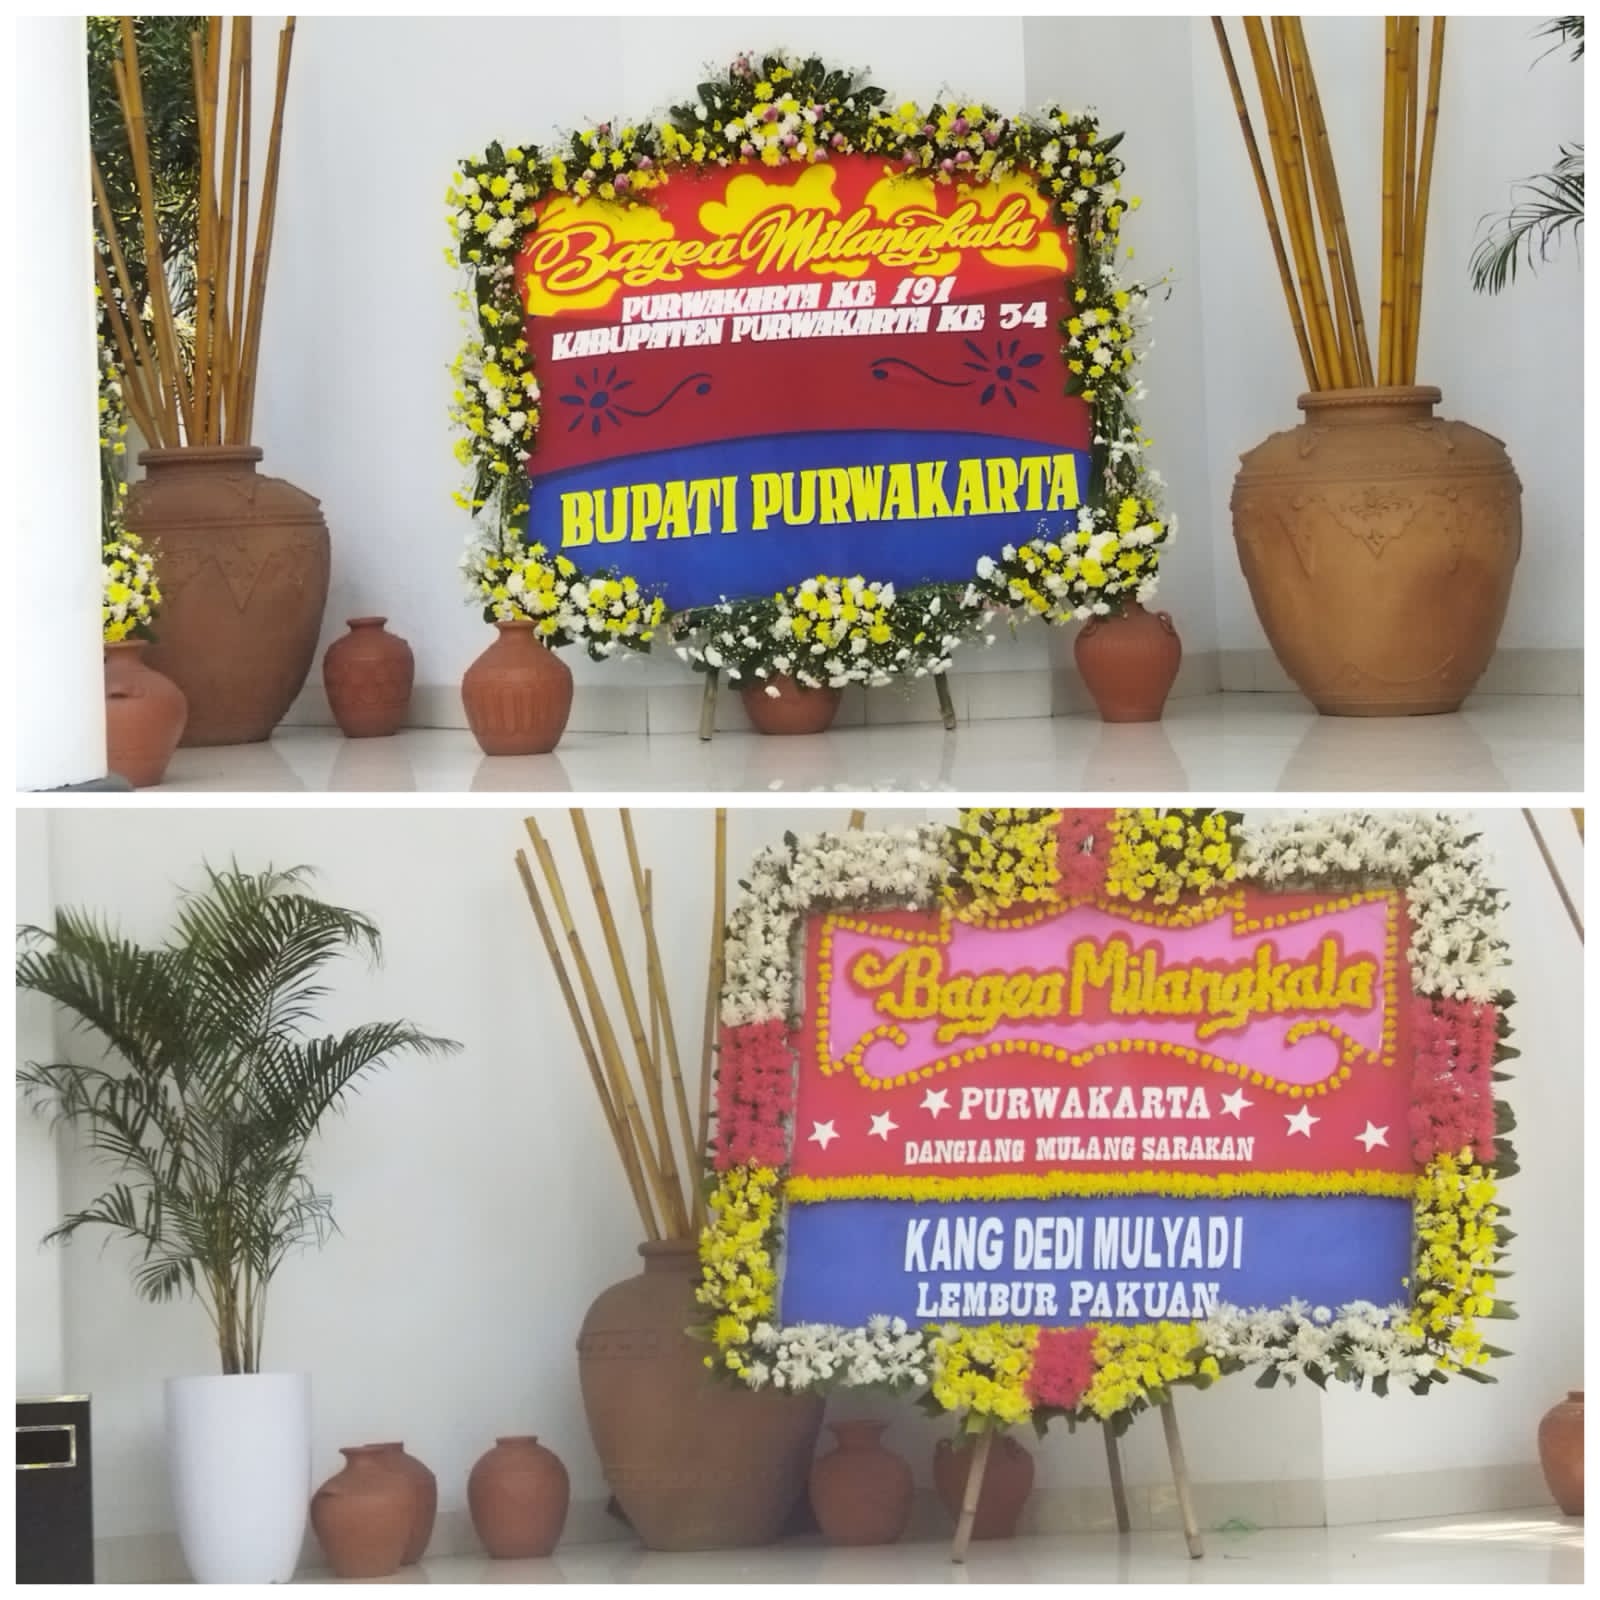 Bagea Milangkala
PURWAKARTA KE 191
KABUPATEN PURWAKARTA KE 54
BUPATI PURWAKARTA
Bagea Milangkala
PURWAKARTA
DANGIANG MULANG SARAKAN
KANG DEDI MULYADI
LEMBUR PAKUAN